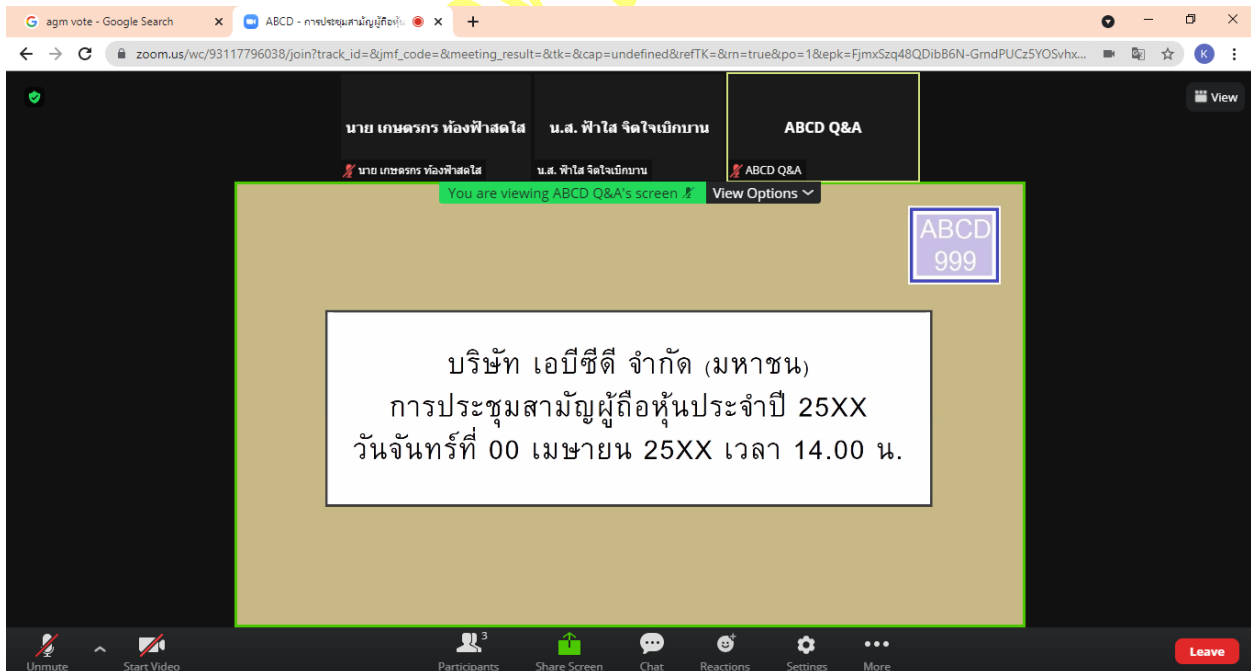 agm vote - Google Search
ABCD - การประชุมสามัญผู้ถือหุ้น
zoom.us/wc/93117796038/join?track_id=&jmf_code=&meeting_result=&tk=&cap=undefined&refTK=&rn=true&po=1&epk=FjmxSzq48QDibB6N-GrndPUCz5YOSvhx...
K
View
นาย เกษตรกร ท้องฟ้าสดใส
น.ส. ฟ้าใส จิตใจเบิกบาน
ABCD Q&A
นาย เกษตรกร ท้องฟ้าสดใส
น.ส. ฟ้าใส จิตใจเบิกบาน
ABCD Q&A
You are viewing ABCD Q&A's screen
View Options
ABCD
999
บริษัท เอบีซีดี จำกัด (มหาชน)
การประชุมสามัญผู้ถือหุ้นประจำปี 25XX
วันจันทร์ที่ 00 เมษายน 25XX เวลา 14.00 น.
Unmute
Start Video
Participants
3
Share Screen
Chat
Reactions
Settings
More
Leave